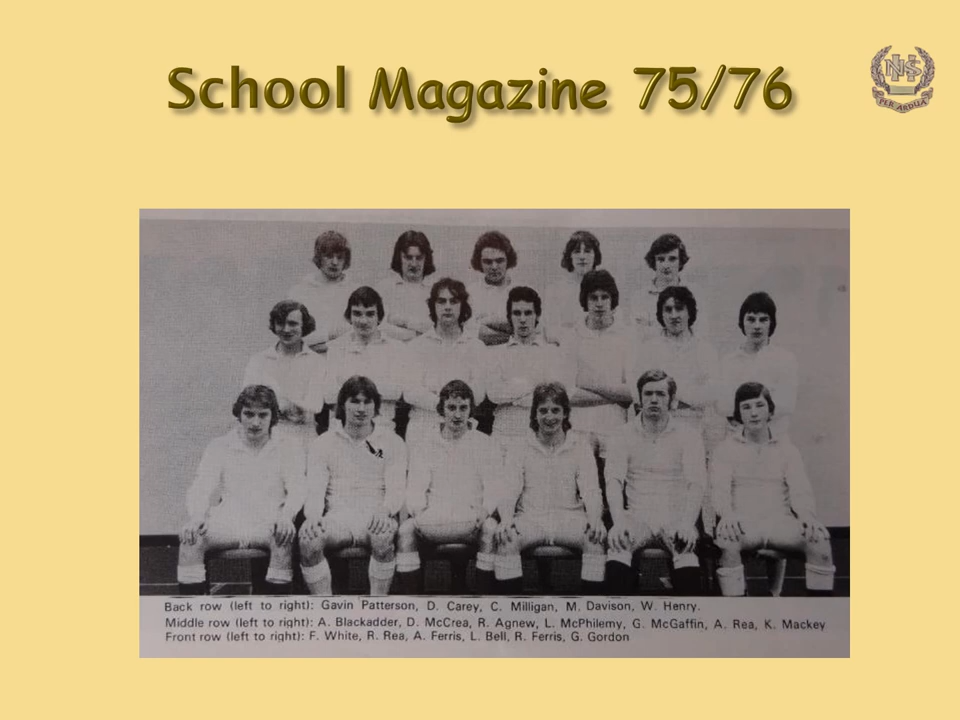 School Magazine 75/76
NIHS
PER ARDUA
Back row (left to right): Gavin Patterson, D. Carey, C. Milligan, M. Davison, W. Henry.
Middle row (left to right): A. Blackadder, D. McCrea, R. Agnew, L. McPhilemy, G. McGaffin, A. Rea, K. Mackey
Front row (left to right): F. White, R. Rea, A. Ferris, L. Bell, R. Ferris, G. Gordon